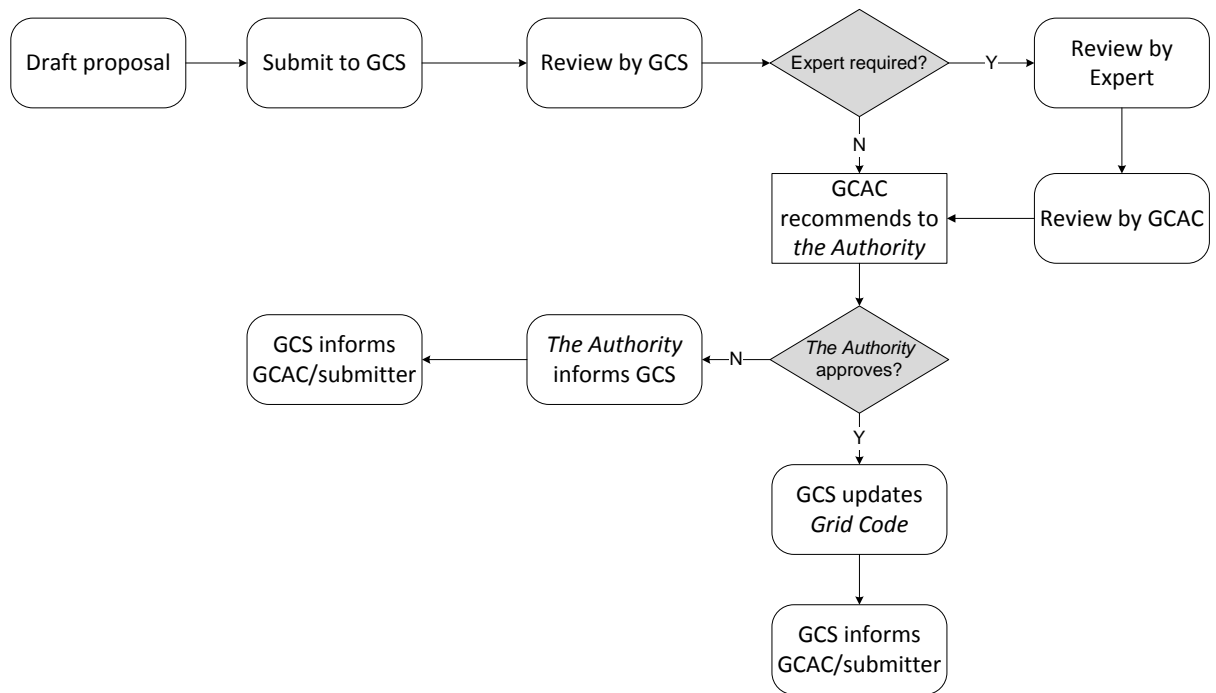 Draft proposal
Submit to GCS
Review by GCS
Expert required?
Y
Review by
Expert
N
GCAC
recommends to
the Authority
Review by GCAC
GCS informs
GCAC/submitter
The Authority
informs GCS
N
The Authority
approves?
Y
GCS updates
Grid Code
GCS informs
GCAC/submitter